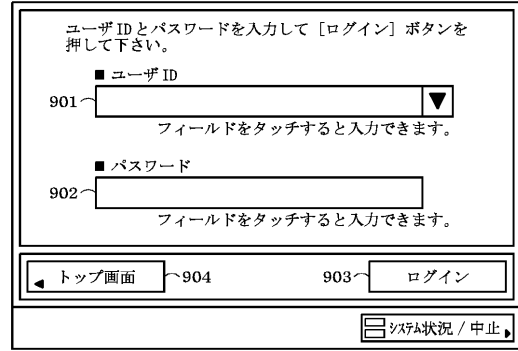 ユーザIDとパスワードを入力して［ログイン］ボタンを
押して下さい。
■ ユーザID
901
▼
フィールドをタッチすると入力できます。
■ パスワード
902
フィールドをタッチすると入力できます。
トップ画面 904 903 ログイン
システム状況 / 中止